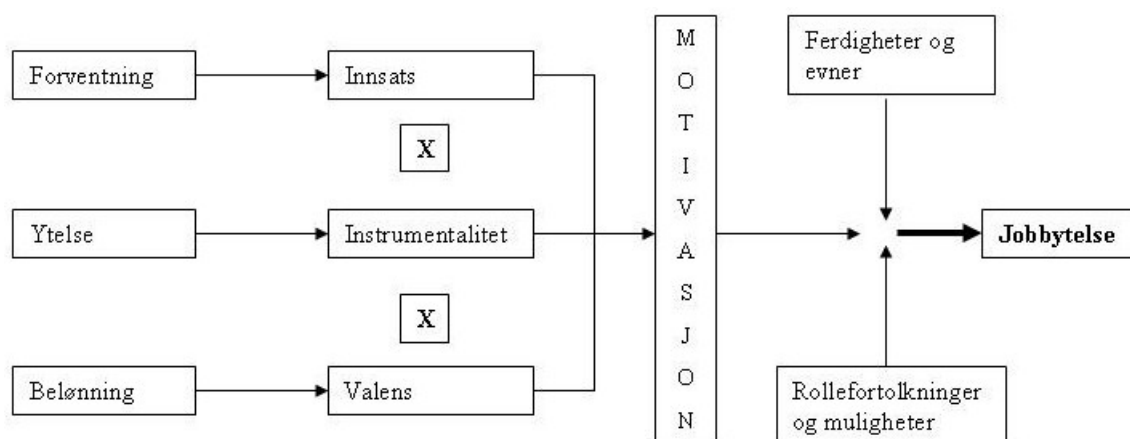 Forventning
Innsats
X
Ytelse
Instrumentalitet
X
Belønning
Valens
M
O
T
I
V
A
S
J
O
N
Ferdigheter og
evner
Jobbytelse
Rollefortolkninger
og muligheter